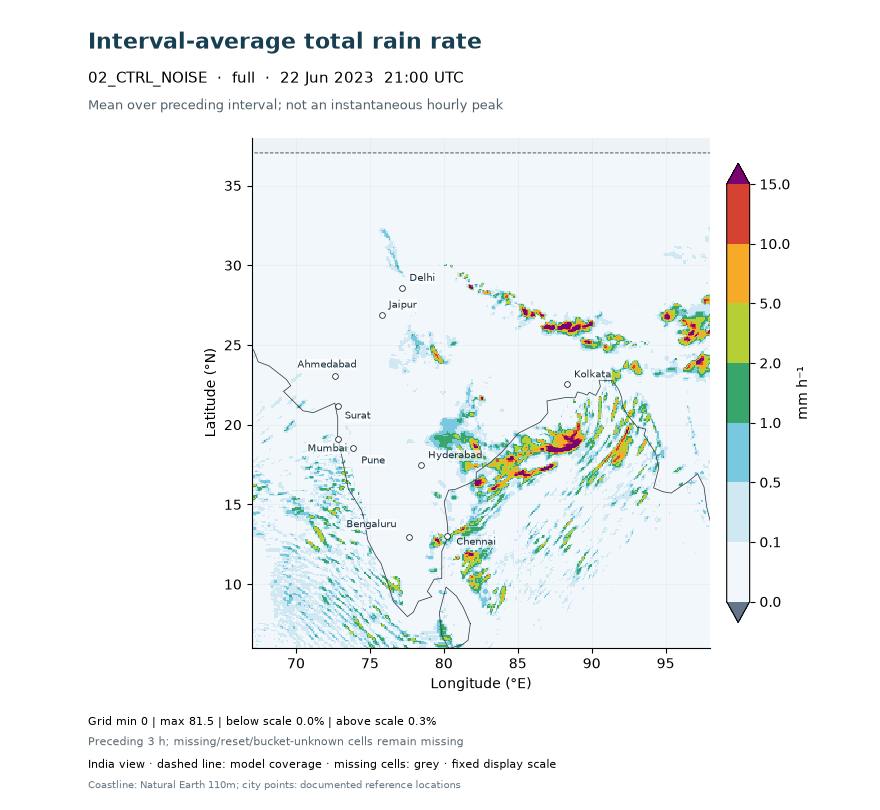 Interval-average total rain rate
02_CTRL_NOISE · full · 22 Jun 2023 21:00 UTC
Mean over preceding interval; not an instantaneous hourly peak
35
30
25
20
15
10
Latitude (°N)
70
75
80
85
90
95
Longitude (°E)
Delhi
Jaipur
Ahmedabad
Kolkata
Surat
Mumbai
Pune
Hyderabad
Bengaluru
Chennai
15.0
10.0
5.0
2.0
1.0
0.5
0.1
0.0
mm h⁻¹
Grid min 0 | max 81.5 | below scale 0.0% | above scale 0.3%
Preceding 3 h; missing/reset/bucket-unknown cells remain missing
India view · dashed line: model coverage · missing cells: grey · fixed display scale
Coastline: Natural Earth 110m; city points: documented reference locations